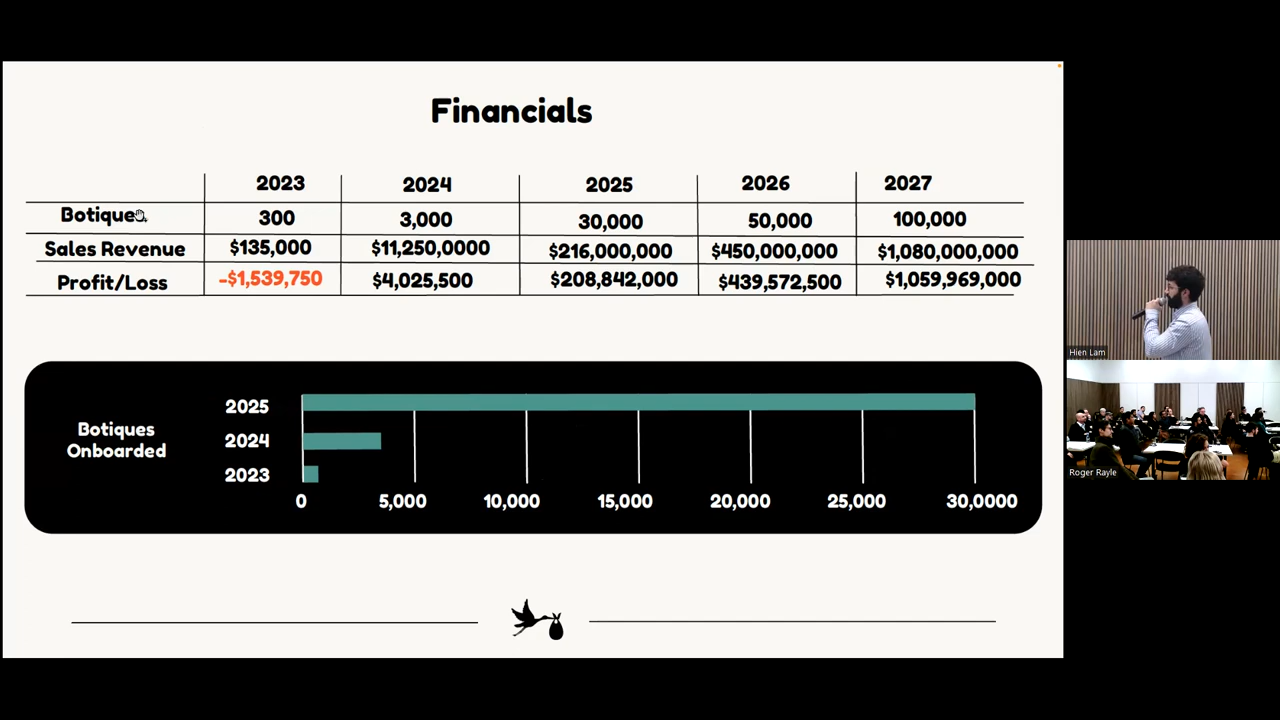 Financials
2023 2024 2025 2026 2027
Botiques 300 3,000 30,000 50,000 100,000
Sales Revenue $135,000 $11,250,0000 $216,000,000 $450,000,000 $1,080,000,000
Profit/Loss -$1,539,750 $4,025,500 $208,842,000 $439,572,500 $1,059,969,000
Botiques
Onboarded
2025
2024
2023
0 5,000 10,000 15,000 20,000 25,000 30,0000
Hien Lam
Roger Rayle